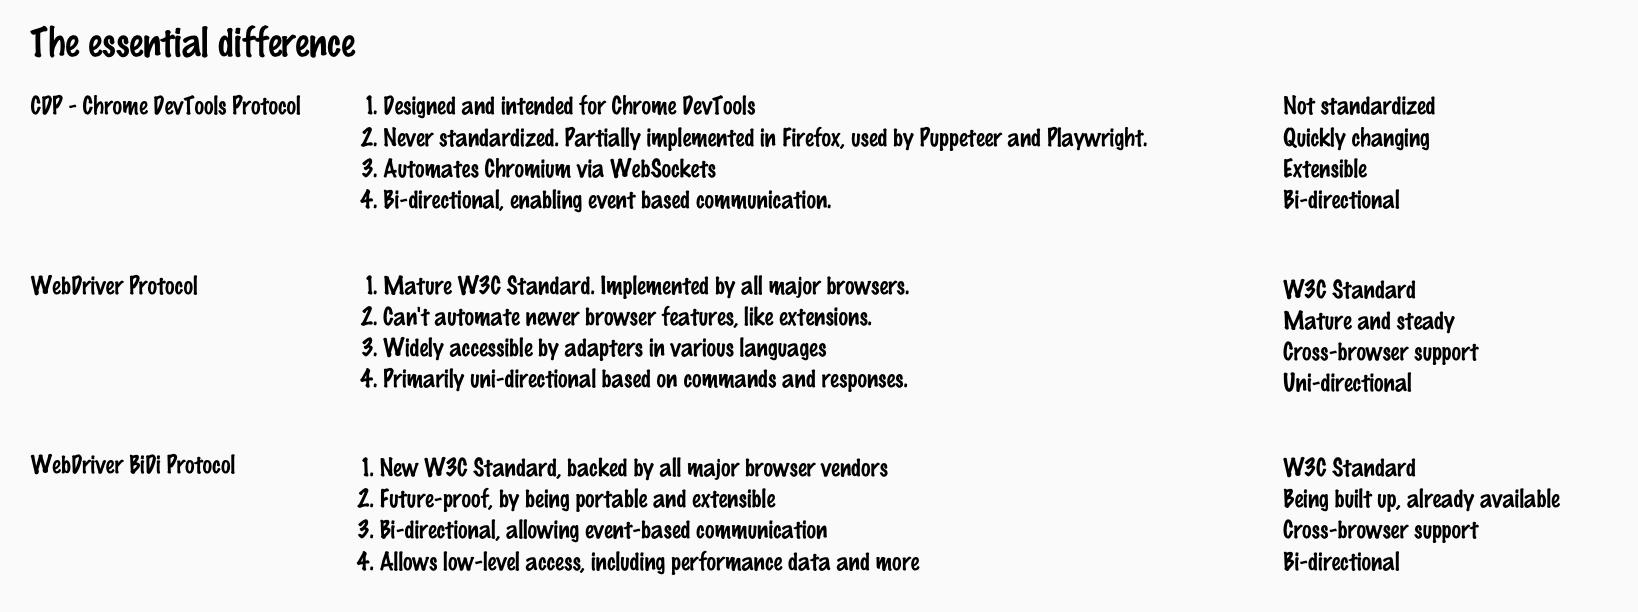 The essential difference
CDP - Chrome DevTools Protocol
1. Designed and intended for Chrome DevTools
2. Never standardized. Partially implemented in Firefox, used by Puppeteer and Playwright.
3. Automates Chromium via WebSockets
4. Bi-directional, enabling event based communication.
Not standardized
Quickly changing
Extensible
Bi-directional
WebDriver Protocol
1. Mature W3C Standard. Implemented by all major browsers.
2. Can't automate newer browser features, like extensions.
3. Widely accessible by adapters in various languages
4. Primarily uni-directional based on commands and responses.
W3C Standard
Mature and steady
Cross-browser support
Uni-directional
WebDriver BiDi Protocol
1. New W3C Standard, backed by all major browser vendors
2. Future-proof, by being portable and extensible
3. Bi-directional, allowing event-based communication
4. Allows low-level access, including performance data and more
W3C Standard
Being built up, already available
Cross-browser support
Bi-directional